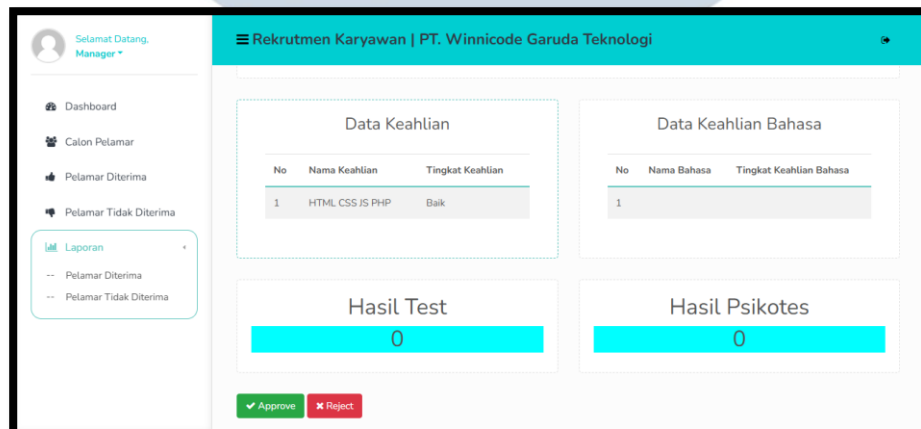 Selamat Datang,
Manager
Rekrutmen Karyawan | PT. Winnicode Garuda Teknologi
Dashboard
Calon Pelamar
Pelamar Diterima
Pelamar Tidak Diterima
Laporan
-- Pelamar Diterima
-- Pelamar Tidak Diterima
Data Keahlian
No Nama Keahlian Tingkat Keahlian
1 HTML CSS JS PHP Baik
Data Keahlian Bahasa
No Nama Bahasa Tingkat Keahlian Bahasa
1
Hasil Test
0
Hasil Psikotes
0
Approve
Reject